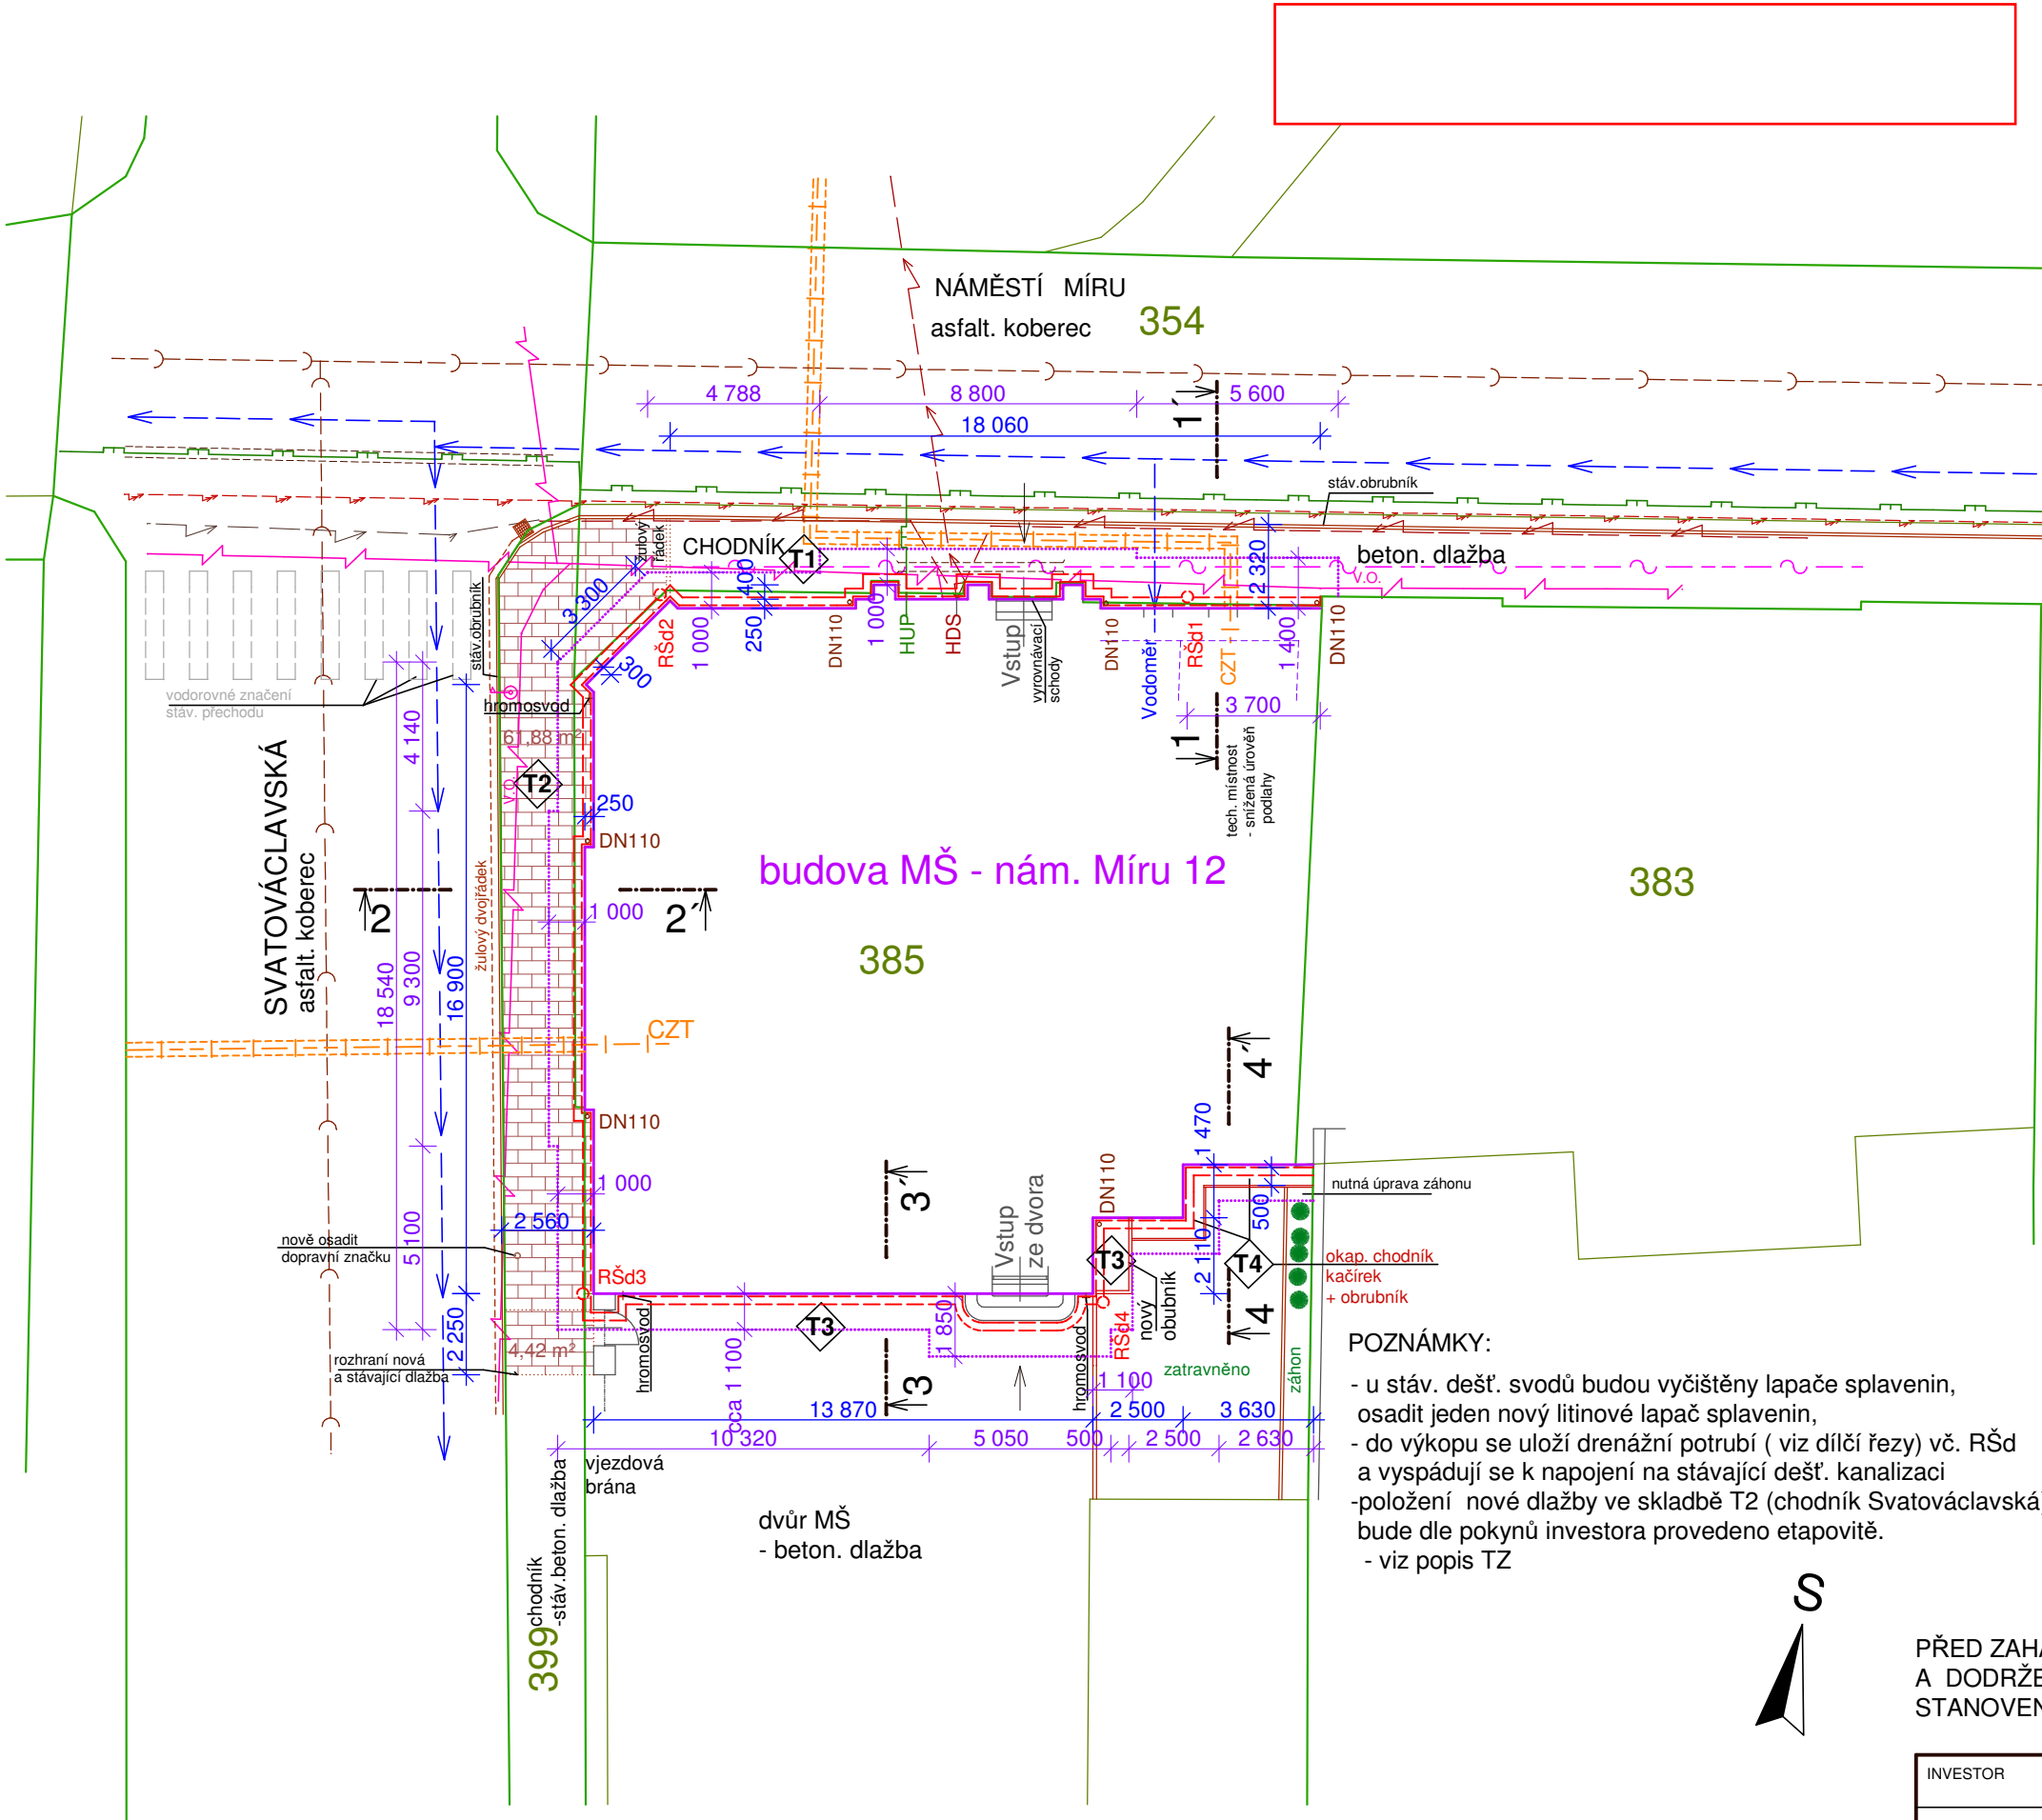 NÁMĚSTÍ MÍRU
asfalt. koberec
354
4 788
8 800
5 600
18 060
1´
stáv.obrubník
žulový
řádek
CHODNÍK
T1
beton. dlažba
V.O.
3 300
400
1 000
250
1 000
2 320
1 400
300
RŠd2
DN110
HUP
HDS
Vstup
vyrovnávací
schody
DN110
Vodoměr
RŠd1
CZT
DN110
3 700
1
tech. místnost
- snížená úroveň
podlahy
stáv.obrubník
vodorovné značení
stáv. přechodu
hromosvod
61,88 m²
T2
V.O.
250
DN110
SVATOVÁCLAVSKÁ
asfalt. koberec
4 140
9 300
18 540
16 900
5 100
2 250
žulový dvojřádek
2
2´
1 000
budova MŠ - nám. Míru 12
385
383
CZT
DN110
1 000
2 560
nově osadit
dopravní značku
RŠd3
rozhraní nová
a stávající dlažba
4,42 m²
hromosvod
cca 1 100
T3
3´
3
Vstup
ze dvora
1 850
hromosvod
DN110
T3
RŠd4
nový
obubník
1 100
4´
4
1 470
500
2 110
T4
nutná úprava záhonu
okap. chodník
kačírek
+ obrubník
zatravněno
záhon
13 870
2 500
3 630
10 320
5 050
500
2 500
2 630
vjezdová
brána
chodník
-stáv.beton. dlažba
399
dvůr MŠ
- beton. dlažba
POZNÁMKY:
- u stáv. dešť. svodů budou vyčištěny lapače splavenin,
osadit jeden nový litinové lapač splavenin,
- do výkopu se uloží drenážní potrubí ( viz dílčí řezy) vč. RŠd
a vyspádují se k napojení na stávající dešť. kanalizaci
-položení nové dlažby ve skladbě T2 (chodník Svatováclavská)
bude dle pokynů investora provedeno etapovitě.
- viz popis TZ
S
PŘED ZAHÁ
A DODRŽE
STANOVEN
INVESTOR